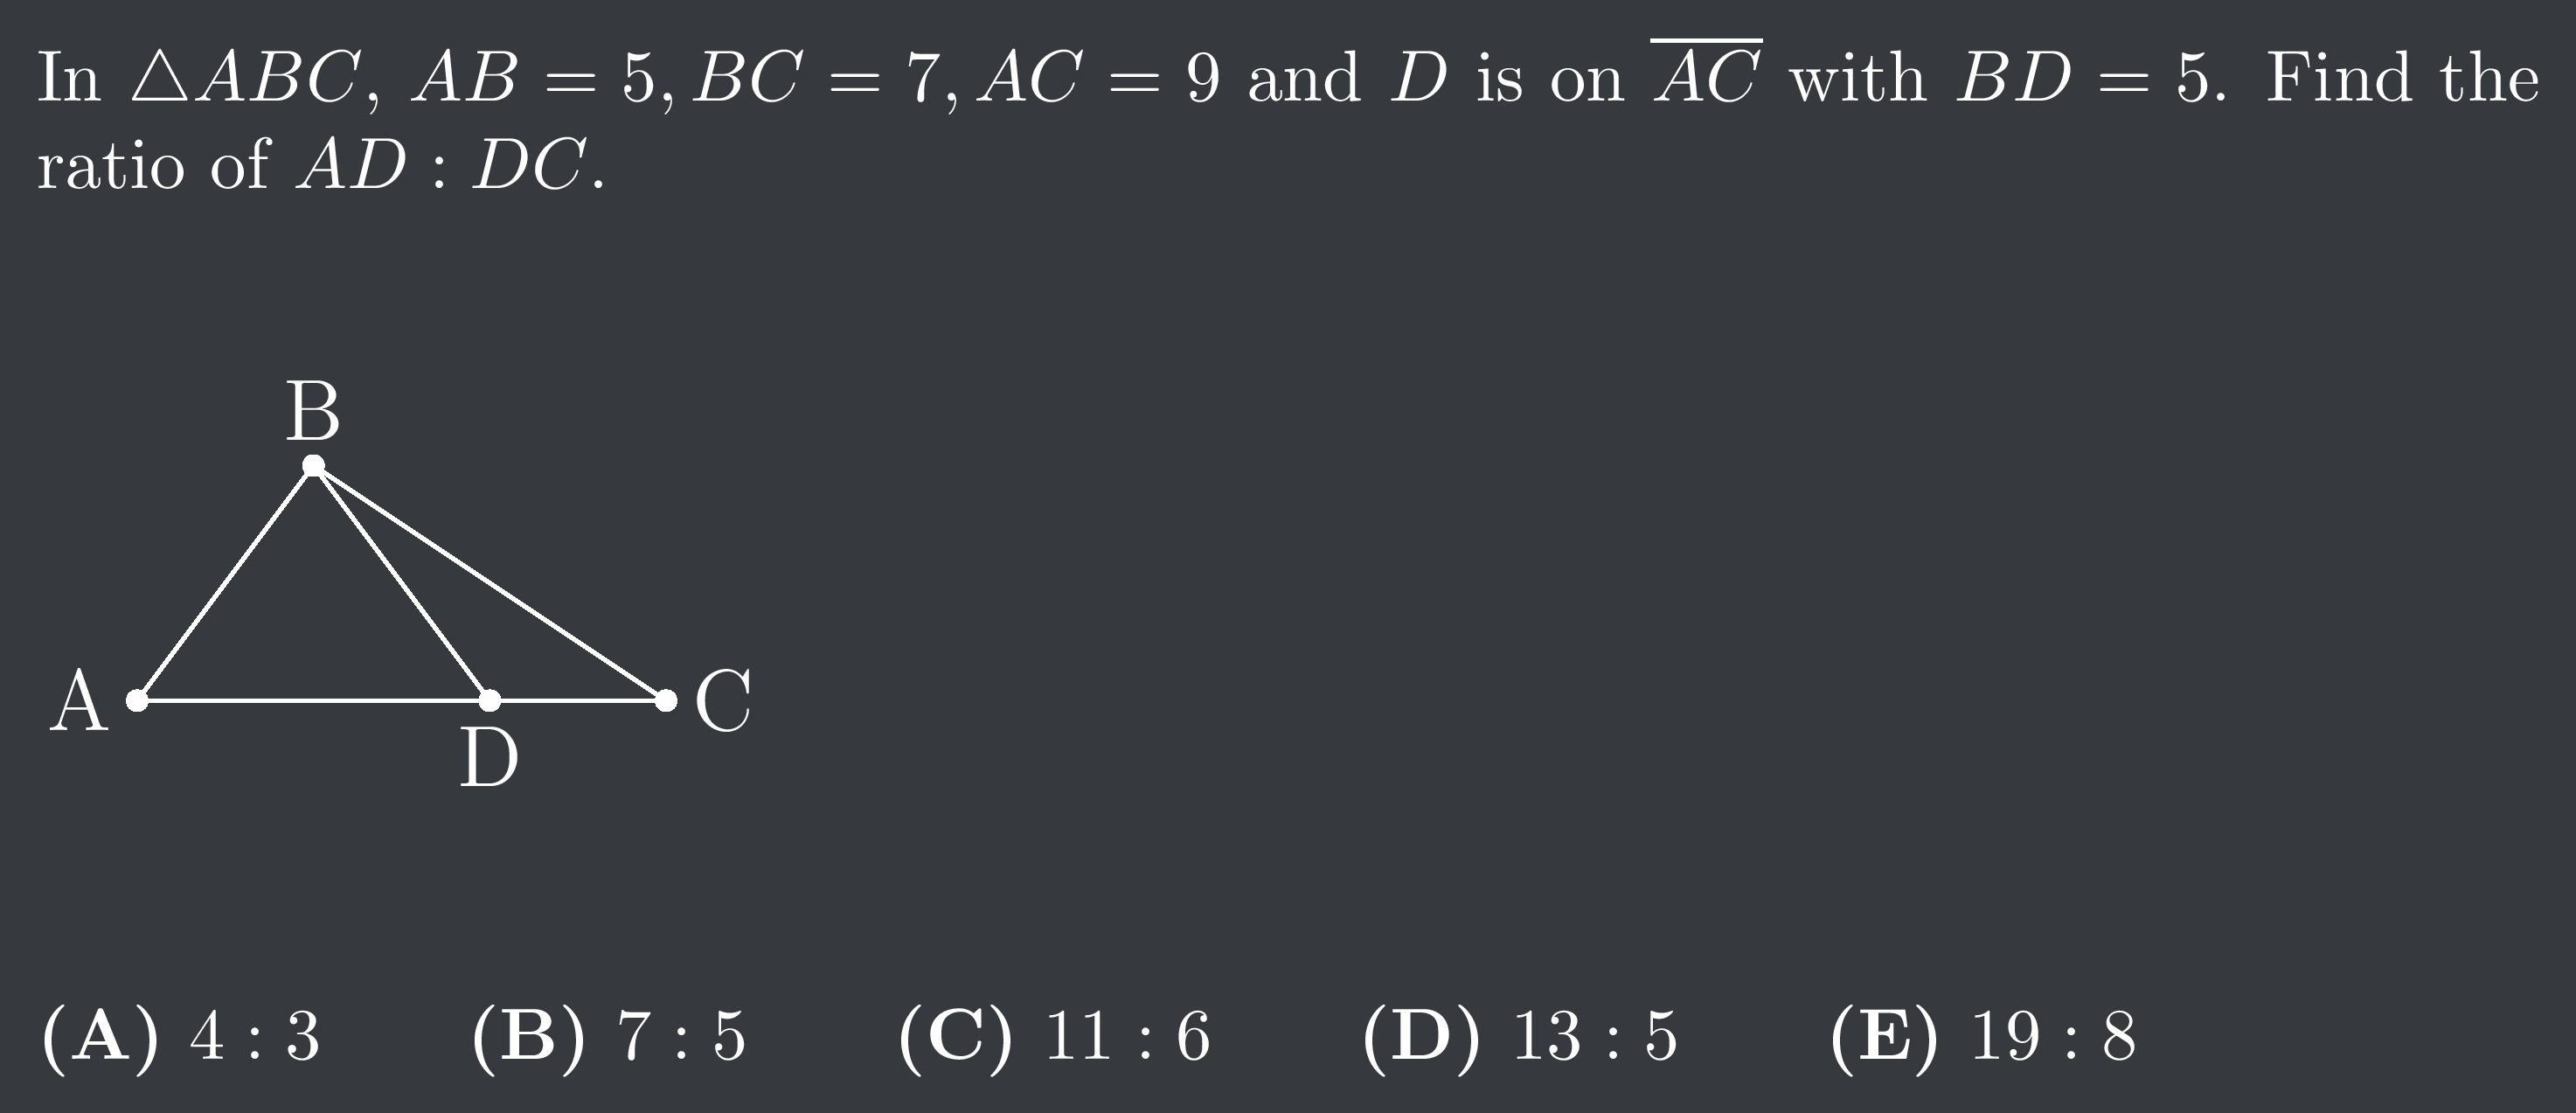 In △ABC, AB = 5, BC = 7, AC = 9 and D is on \overline{AC} with BD = 5. Find the
ratio of AD : DC.
B
A
C
D
(A) 4 : 3 (B) 7 : 5 (C) 11 : 6 (D) 13 : 5 (E) 19 : 8